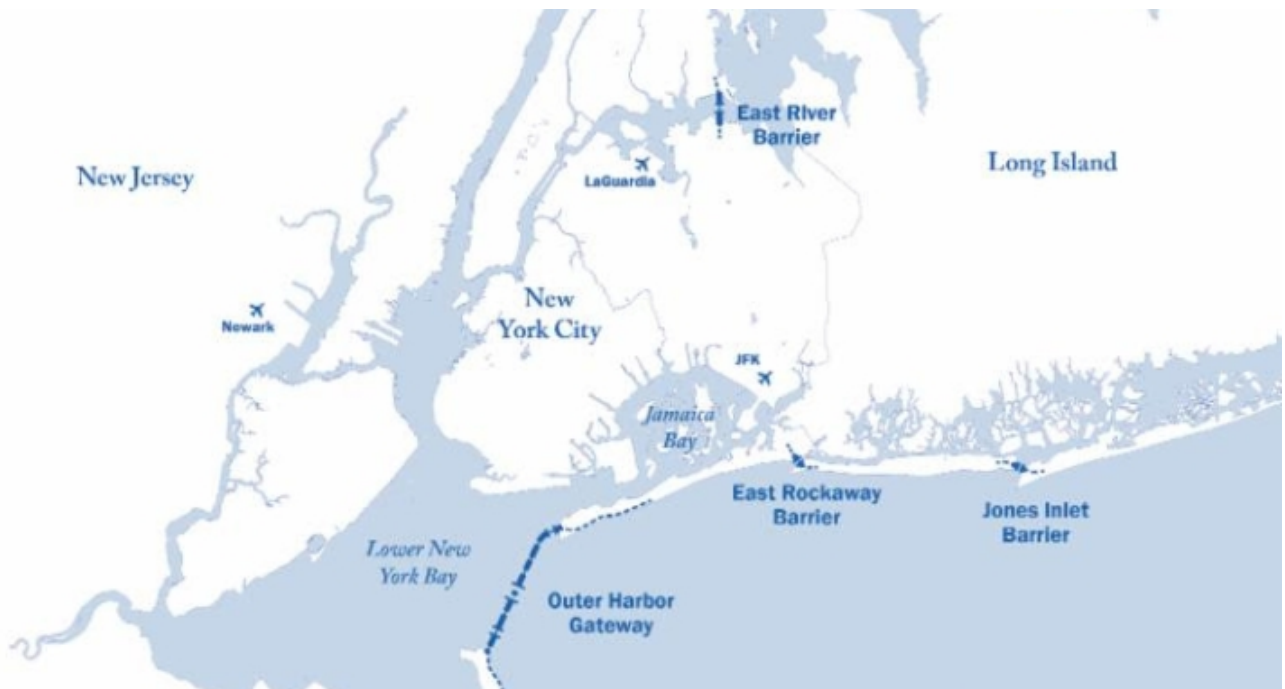 East RIver
Barrier
New Jersey
Long Island
LaGuardia
New
York City
Newark
JFK
Jamaica
Bay
East Rockaway
Barrier
Jones Inlet
Barrier
Lower New
York Bay
Outer Harbor
Gateway